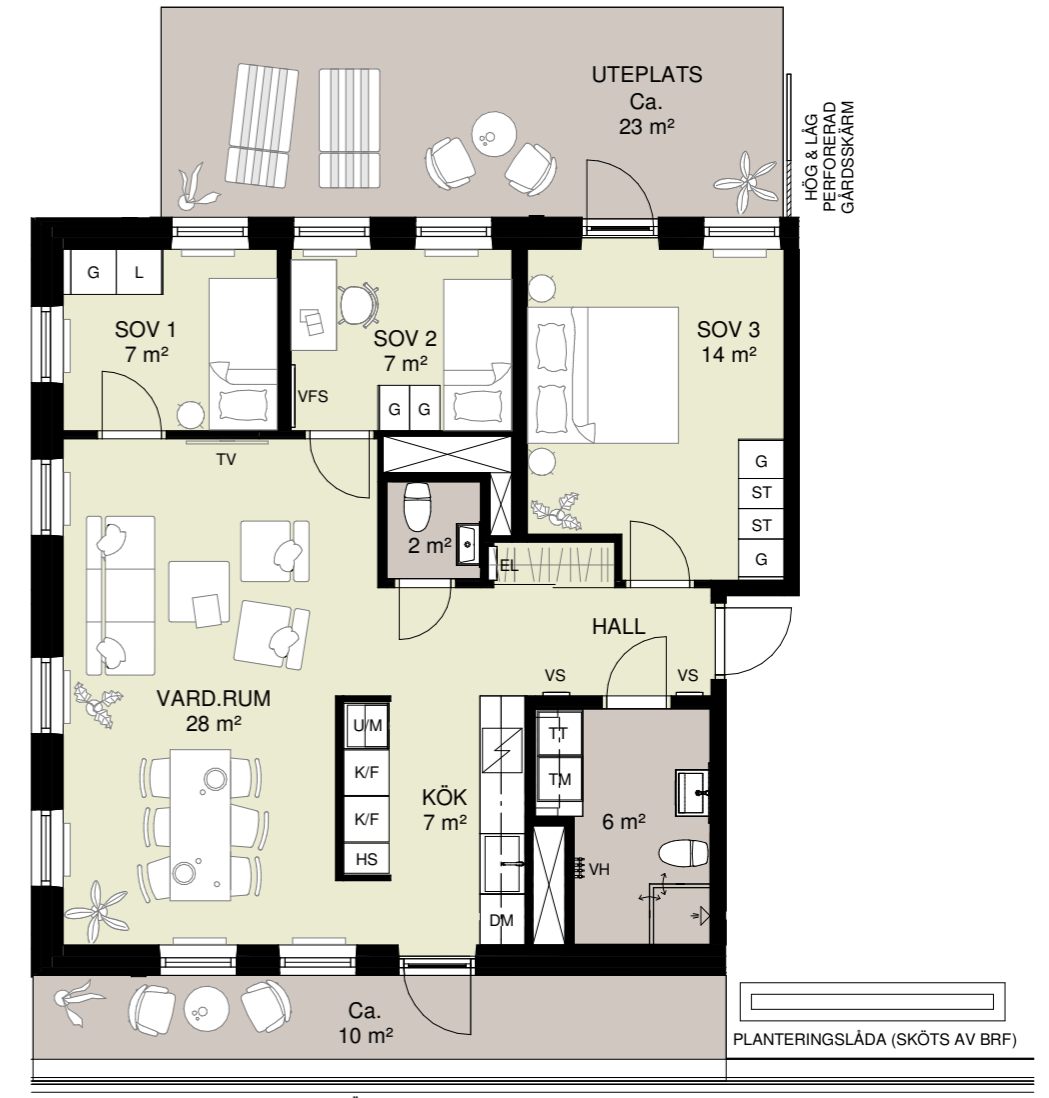 UTEPLATS
Ca.
23 m²
HÖG & LÅG
PERFORERAD
GÅRDSSKÄRM
G L
SOV 1
7 m²
SOV 2
7 m²
SOV 3
14 m²
VFS
G G
TV
G
ST
ST
G
2 m²
EL
HALL
VS VS
VARD.RUM
28 m²
U/M
K/F
K/F
HS
KÖK
7 m²
DM
TT
TM
6 m²
VH
Ca.
10 m²
PLANTERINGSLÅDA (SKÖTS AV BRF)